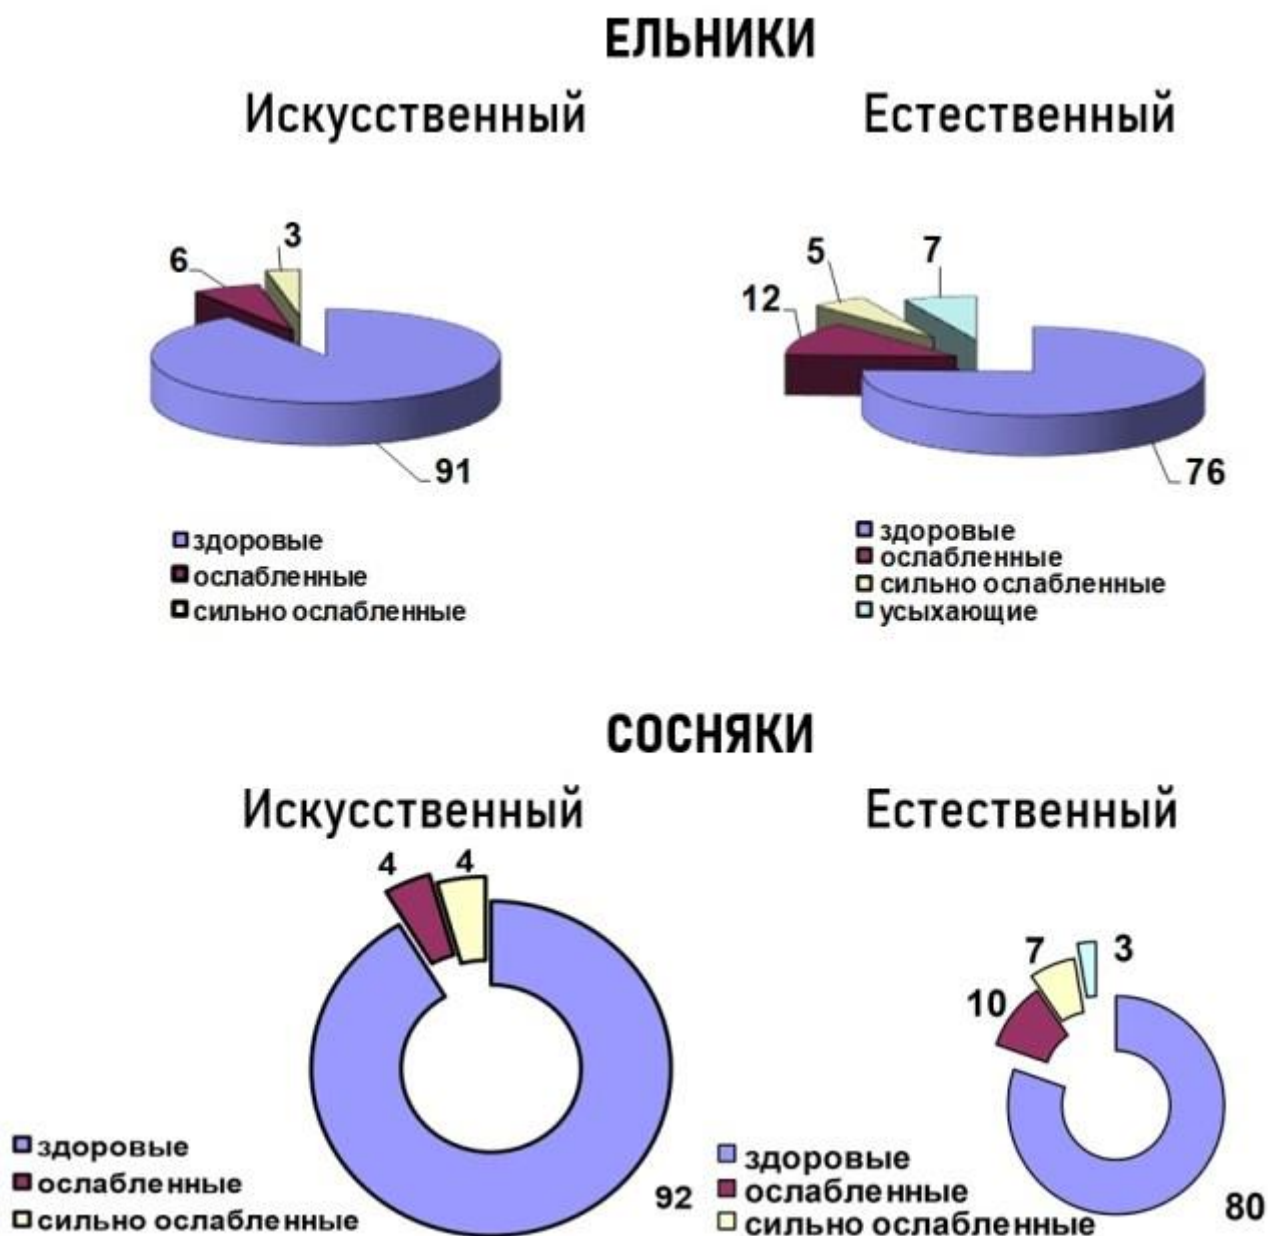 ЕЛЬНИКИ
Искусственный
Естественный
3
6
91
5
7
12
76
здоровые
ослабленные
сильно ослабленные
здоровые
ослабленные
сильно ослабленные
усыхающие
СОСНЯКИ
Искусственный
Естественный
4
4
92
7
3
10
80
здоровые
ослабленные
сильно ослабленные
здоровые
ослабленные
сильно ослабленные